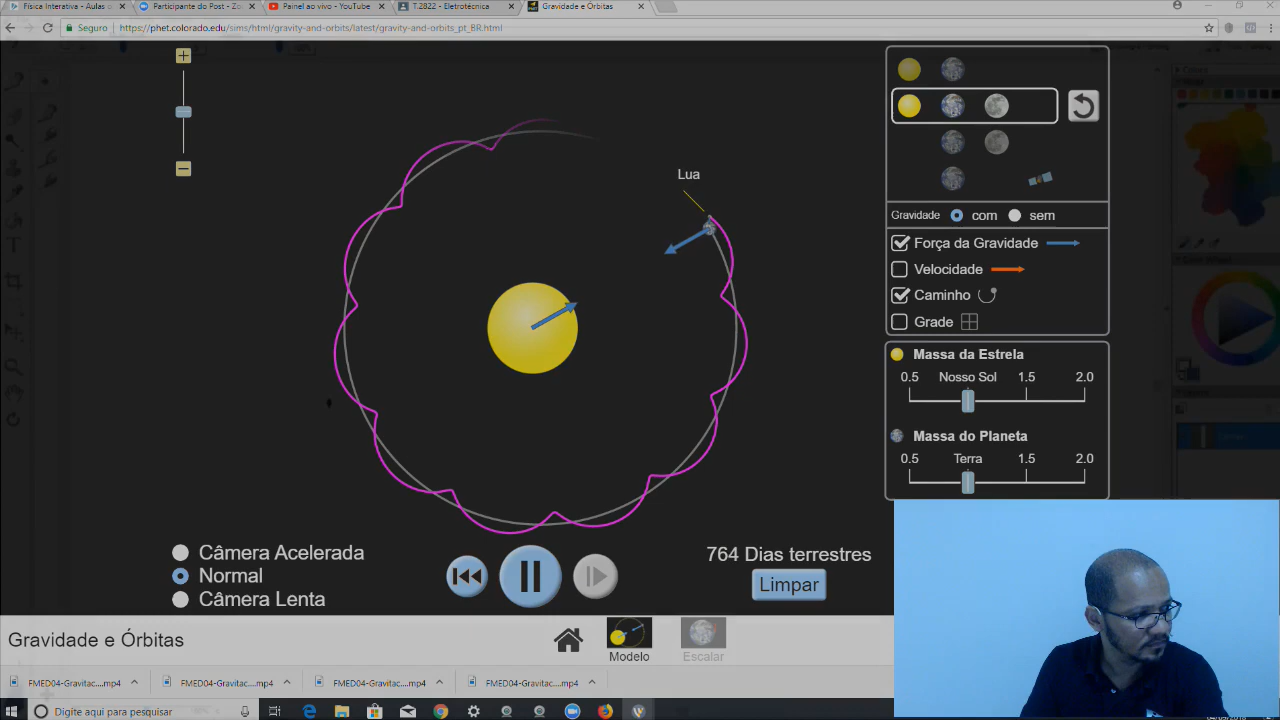 Física Interativa - Aulas o
Participante do Post - Zo
Painel ao vivo - YouTube
T.2822 - Eletrotécnica
Gravidade e Órbitas
Seguro
https://phet.colorado.edu/sims/html/gravity-and-orbits/latest/gravity-and-orbits_pt_BR.html
Lua
Gravidade com sem
Força da Gravidade
Velocidade
Caminho
Grade
Massa da Estrela
0.5 Nosso Sol 1.5 2.0
Massa do Planeta
0.5 Terra 1.5 2.0
Câmera Acelerada
Normal
Câmera Lenta
764 Dias terrestres
Limpar
Gravidade e Órbitas
Modelo
Escalar
FMED04-Gravitac....mp4
FMED04-Gravitac....mp4
FMED04-Gravitac....mp4
FMED04-Gravitac....mp4
Digite aqui para pesquisar